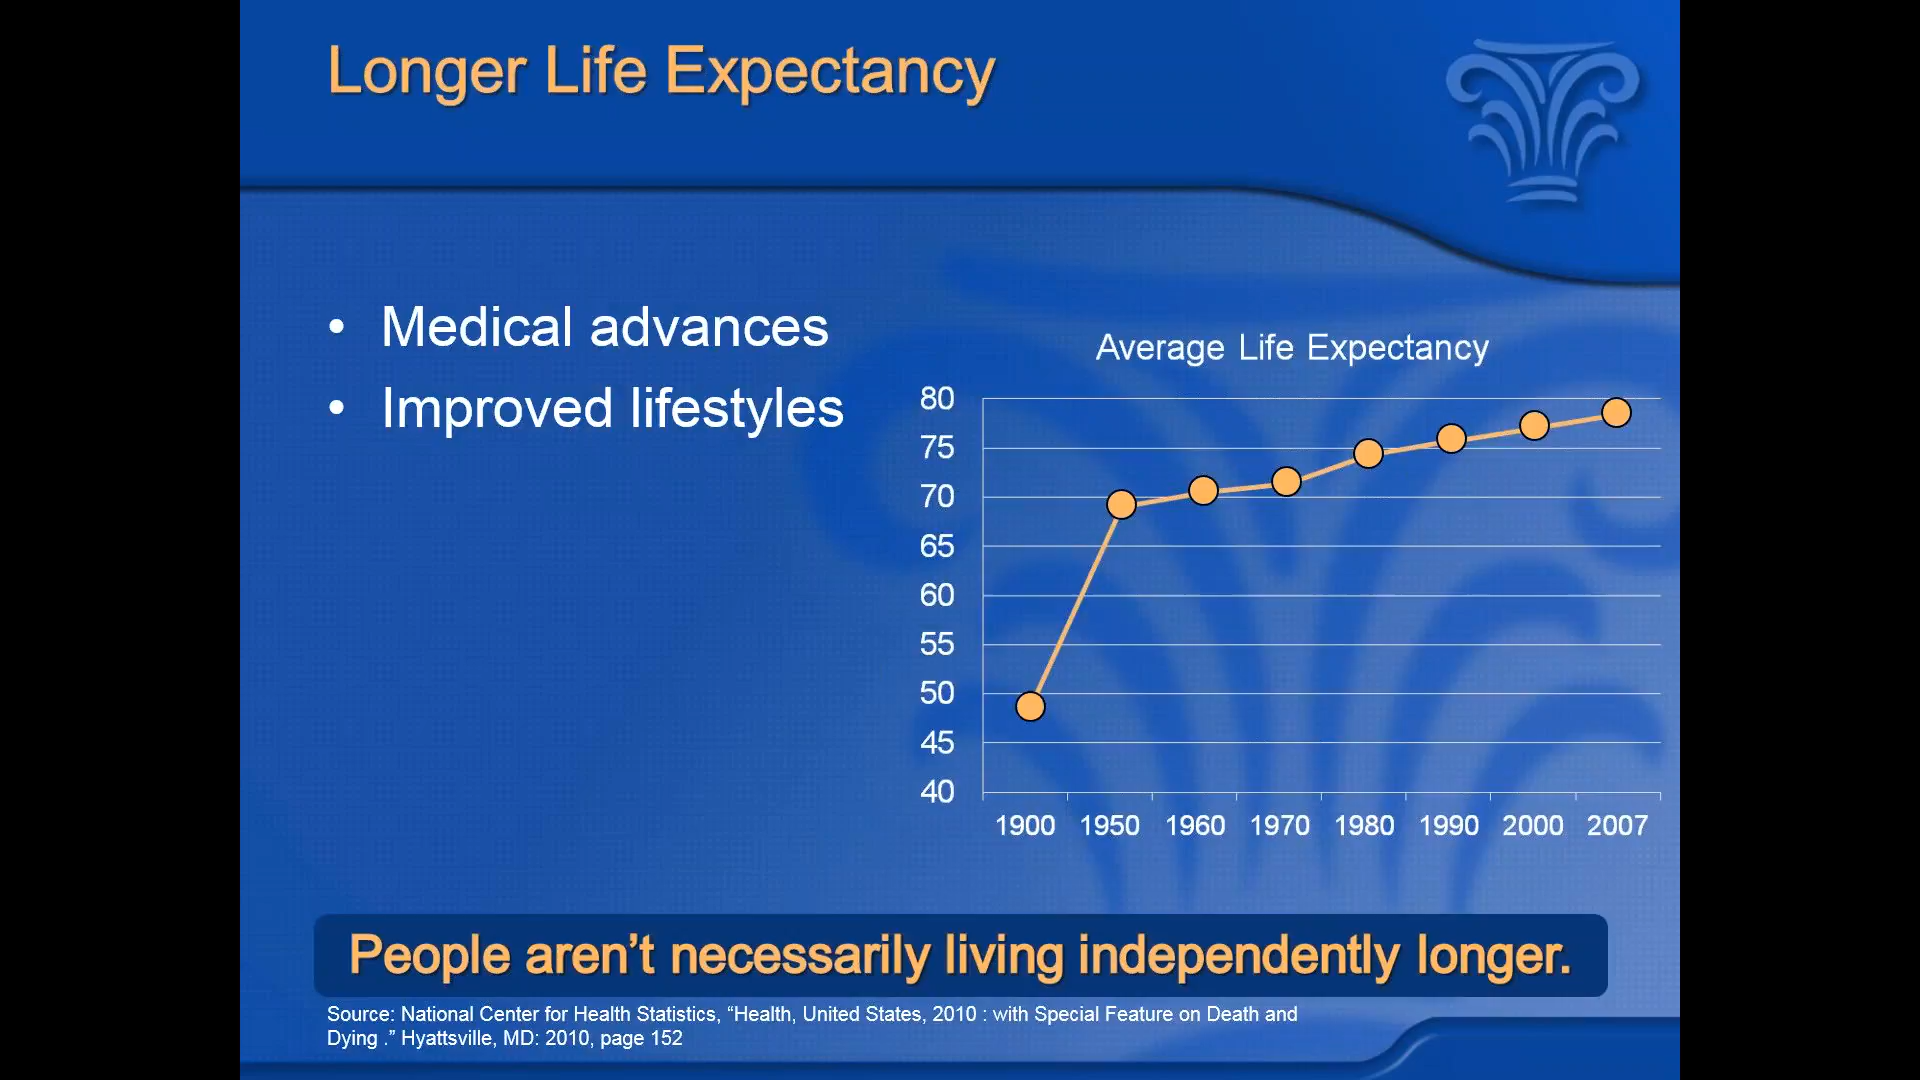 Longer Life Expectancy
• Medical advances
• Improved lifestyles
Average Life Expectancy
80
75
70
65
60
55
50
45
40
1900 1950 1960 1970 1980 1990 2000 2007
People aren’t necessarily living independently longer.
Source: National Center for Health Statistics, “Health, United States, 2010 : with Special Feature on Death and
Dying .” Hyattsville, MD: 2010, page 152